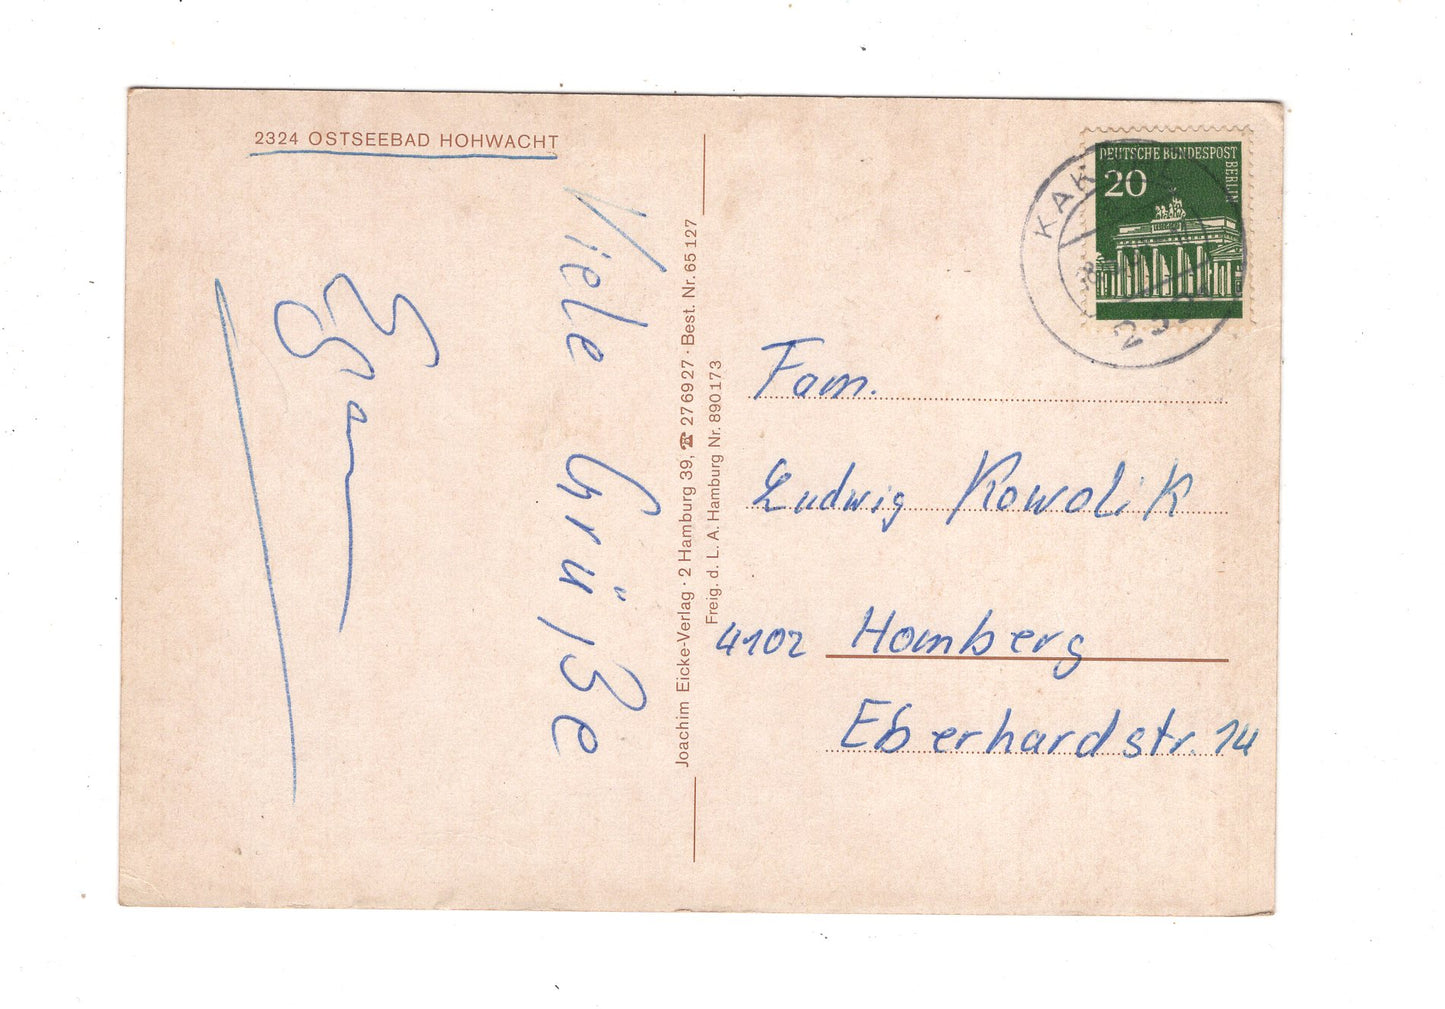 2324 OSTSEEBAD HOHWACHT
Viele Grüße
Egon
Joachim Eicke-Verlag · 2 Hamburg 39, ☎ 27 69 27 · Best. Nr. 65 127
Freig. d. L. A. Hamburg Nr. 890173
DEUTSCHE BUNDESPOST
BERLIN
20
Fam.
Ludwig Kowolik
4102 Homberg
Eberhardstr. 14